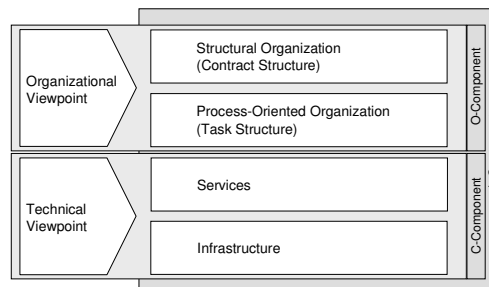 Organizational
Viewpoint
Structural Organization
(Contract Structure)
Process-Oriented Organization
(Task Structure)
O-Component
Technical
Viewpoint
Services
Infrastructure
C-Component